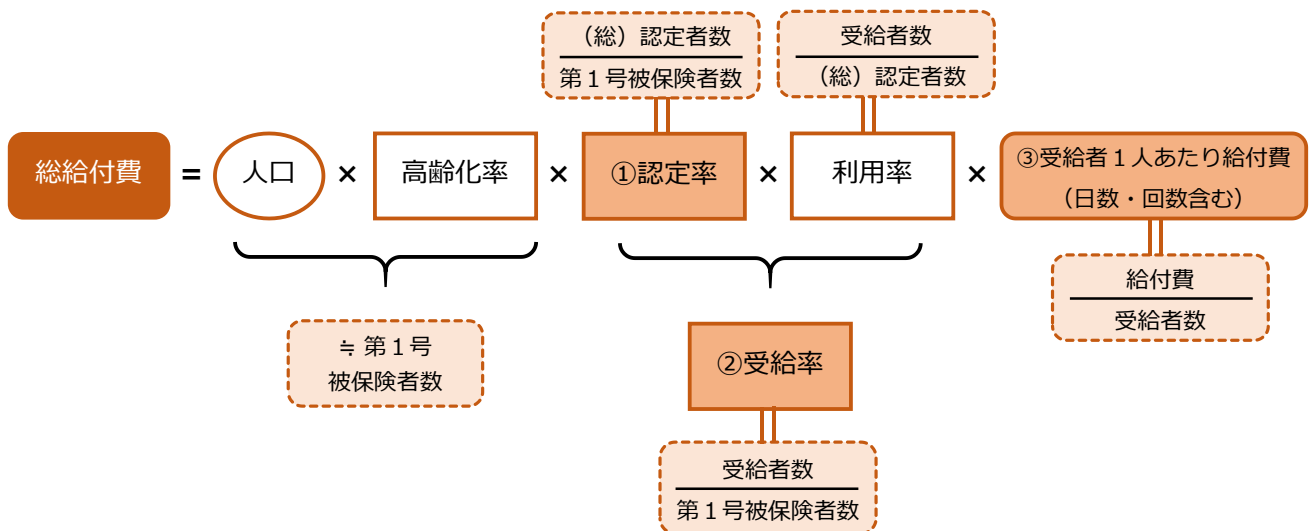 （総）認定者数
第１号被保険者数
受給者数
（総）認定者数
総給付費
=
人口
×
高齢化率
×
①認定率
×
利用率
×
③受給者１人あたり給付費
（日数・回数含む）
給付費
受給者数
≒ 第１号
被保険者数
②受給率
受給者数
第１号被保険者数